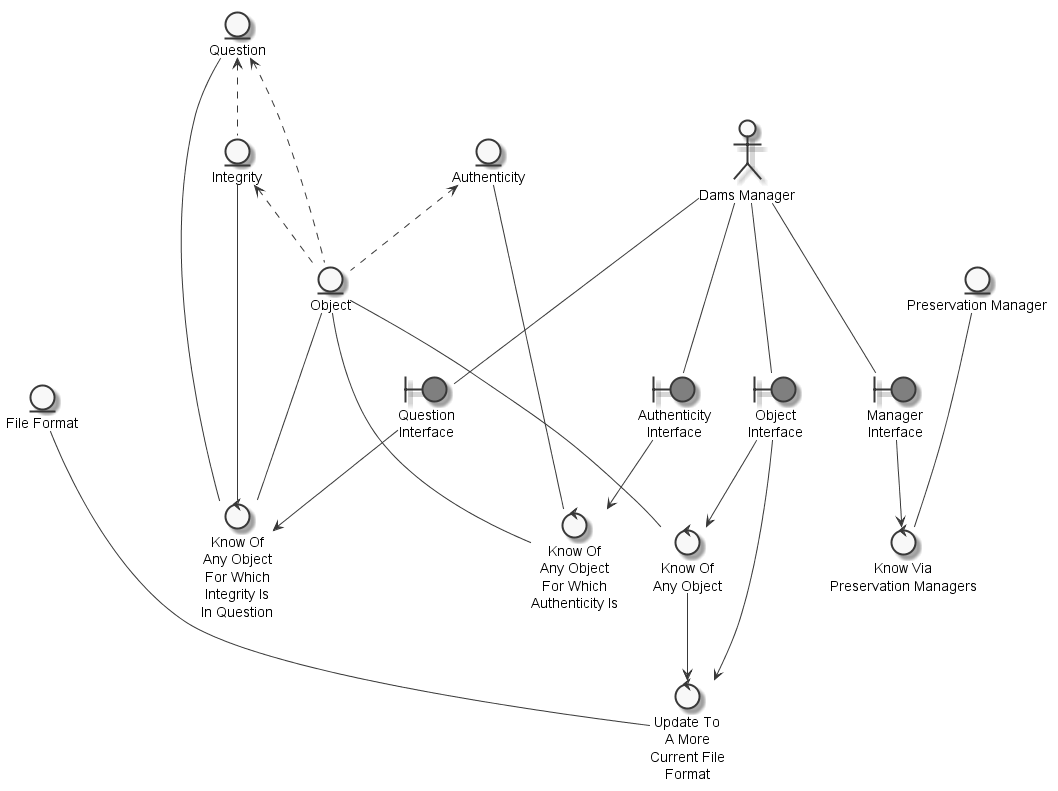 Question
Integrity
Authenticity
Dams Manager
Object
Preservation Manager
File Format
Question
Interface
Authenticity
Interface
Object
Interface
Manager
Interface
Know Of
Any Object
For Which
Integrity Is
In Question
Know Of
Any Object
For Which
Authenticity Is
Know Of
Any Object
Know Via
Preservation Managers
Update To
A More
Current File
Format